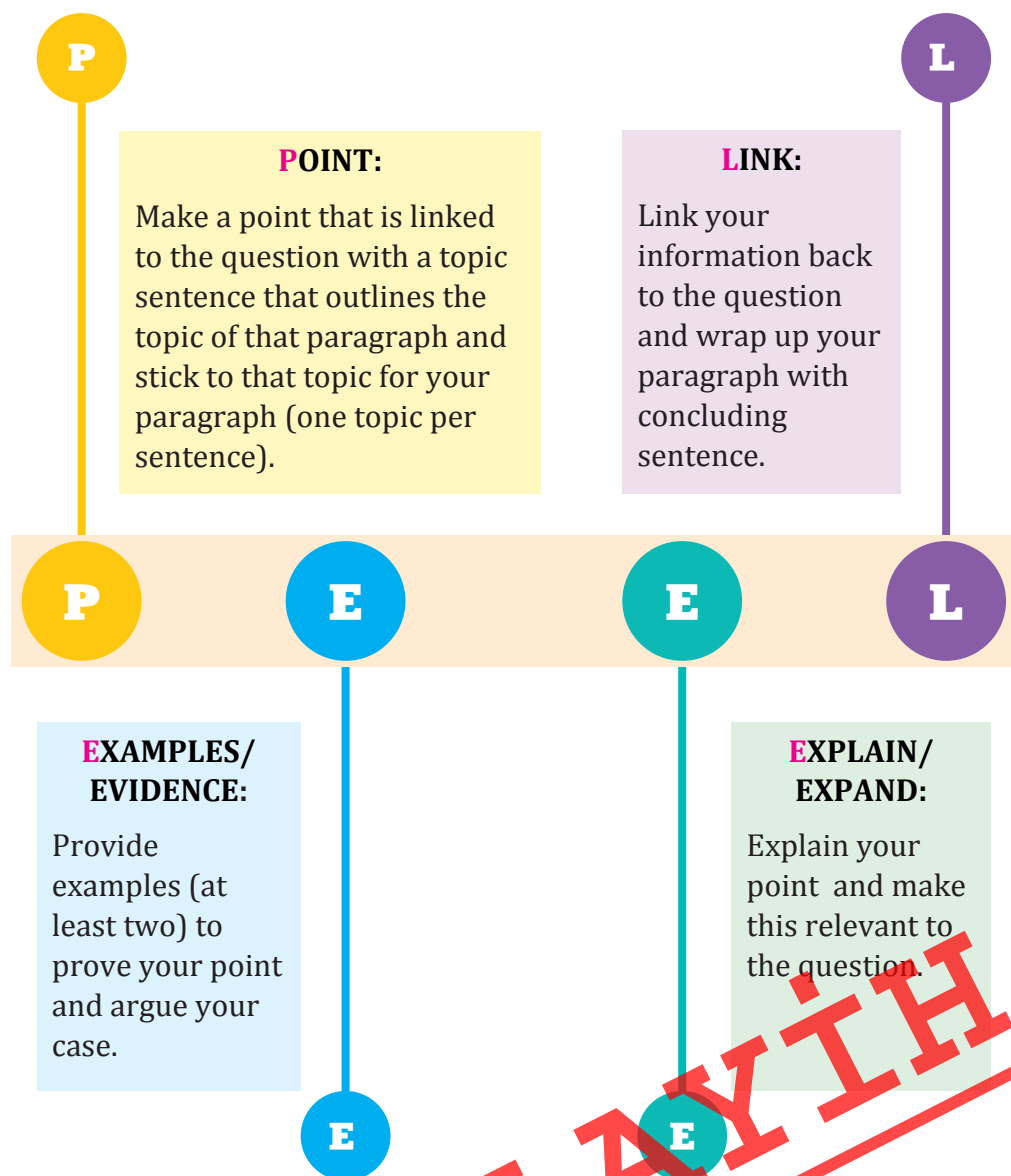 P
L
POINT:
Make a point that is linked
to the question with a topic
sentence that outlines the
topic of that paragraph and
stick to that topic for your
paragraph (one topic per
sentence).
LINK:
Link your
information back
to the question
and wrap up your
paragraph with
concluding
sentence.
P E E L
EXAMPLES/
EVIDENCE:
Provide
examples (at
least two) to
prove your point
and argue your
case.
EXPLAIN/
EXPAND:
Explain your
point and make
this relevant to
the question.
E
E